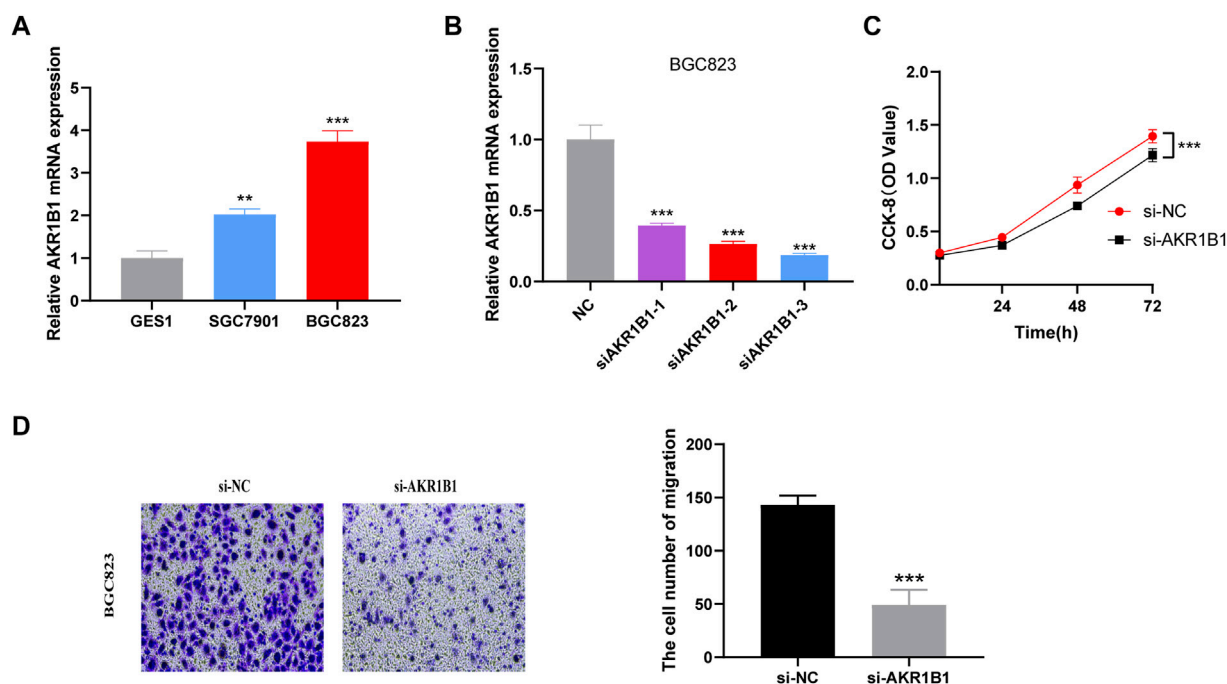 A
Relative AKR1B1 mRNA expression
5
4
3
2
1
0
**
***
GES1
SGC7901
BGC823
B
BGC823
Relative AKR1B1 mRNA expression
1.5
1.0
0.5
0.0
***
***
***
NC
siAKR1B1-1
siAKR1B1-2
siAKR1B1-3
C
CCK-8(OD Value)
2.0
1.5
1.0
0.5
0.0
***
si-NC
si-AKR1B1
24
48
72
Time(h)
D
si-NC
si-AKR1B1
BGC823
The cell number of migration
200
150
100
50
0
***
si-NC
si-AKR1B1